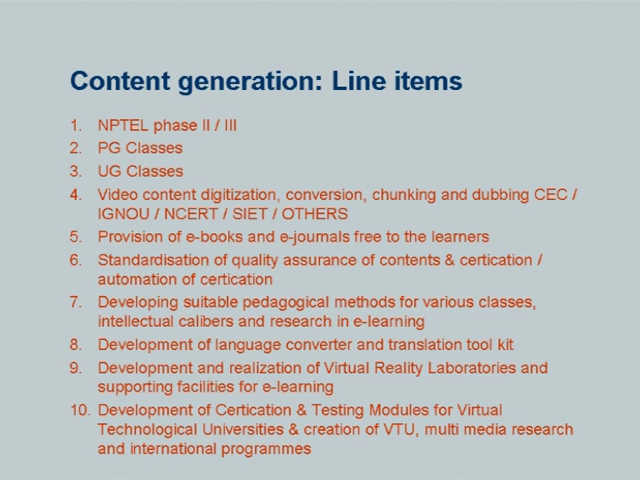 Content generation: Line items
1. NPTEL phase II / III
2. PG Classes
3. UG Classes
4. Video content digitization, conversion, chunking and dubbing CEC /
IGNOU / NCERT / SIET / OTHERS
5. Provision of e-books and e-journals free to the learners
6. Standardisation of quality assurance of contents & certication /
automation of certication
7. Developing suitable pedagogical methods for various classes,
intellectual calibers and research in e-learning
8. Development of language converter and translation tool kit
9. Development and realization of Virtual Reality Laboratories and
supporting facilities for e-learning
10. Development of Certication & Testing Modules for Virtual
Technological Universities & creation of VTU, multi media research
and international programmes